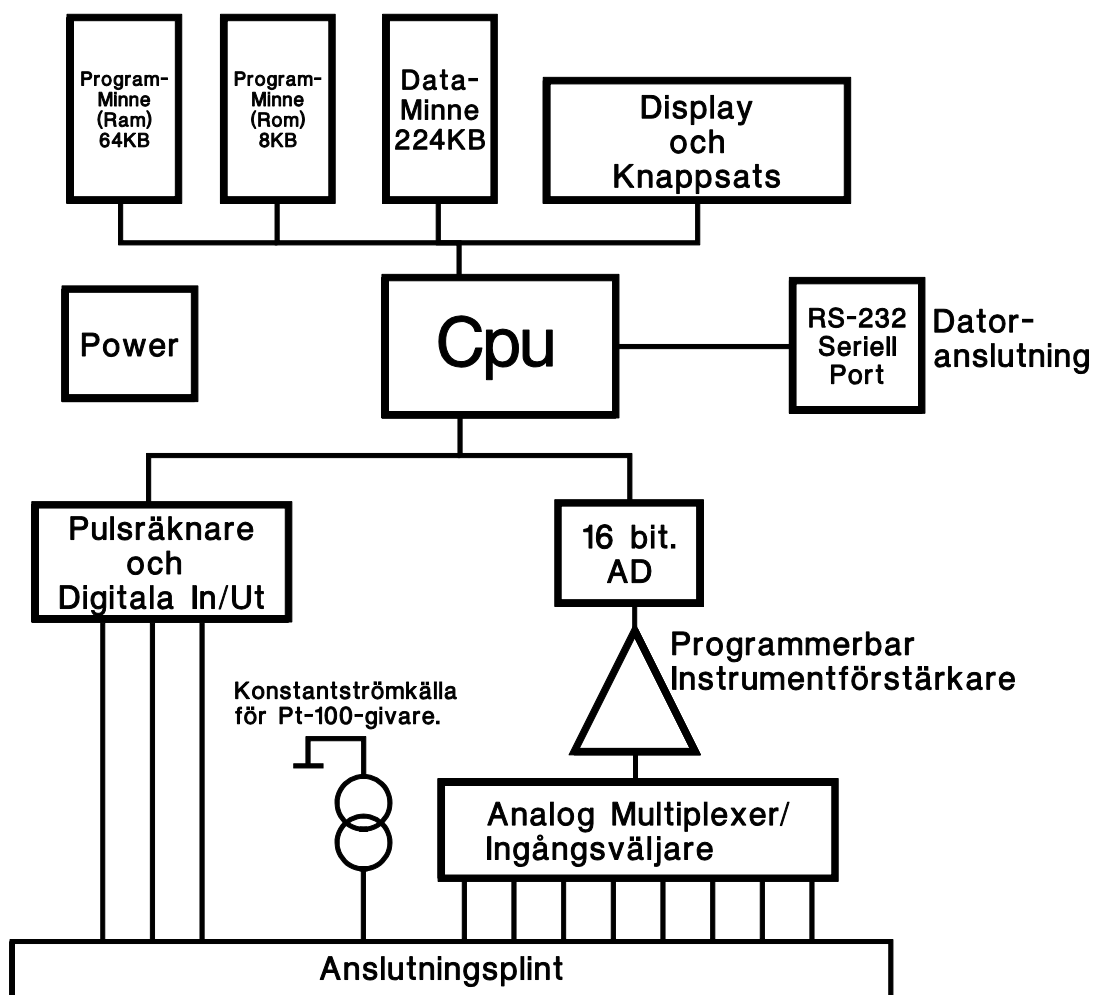 Program-
Minne
(Ram)
64KB
Program-
Minne
(Rom)
8KB
Data-
Minne
224KB
Display
och
Knappsats
Power
Cpu
RS-232
Seriell
Port
Dator-
anslutning
Pulsräknare
och
Digitala In/Ut
16 bit.
AD
Programmerbar
Instrumentförstärkare
Konstantströmkälla
för Pt-100-givare.
Analog Multiplexer/
Ingångsväljare
Anslutningsplint